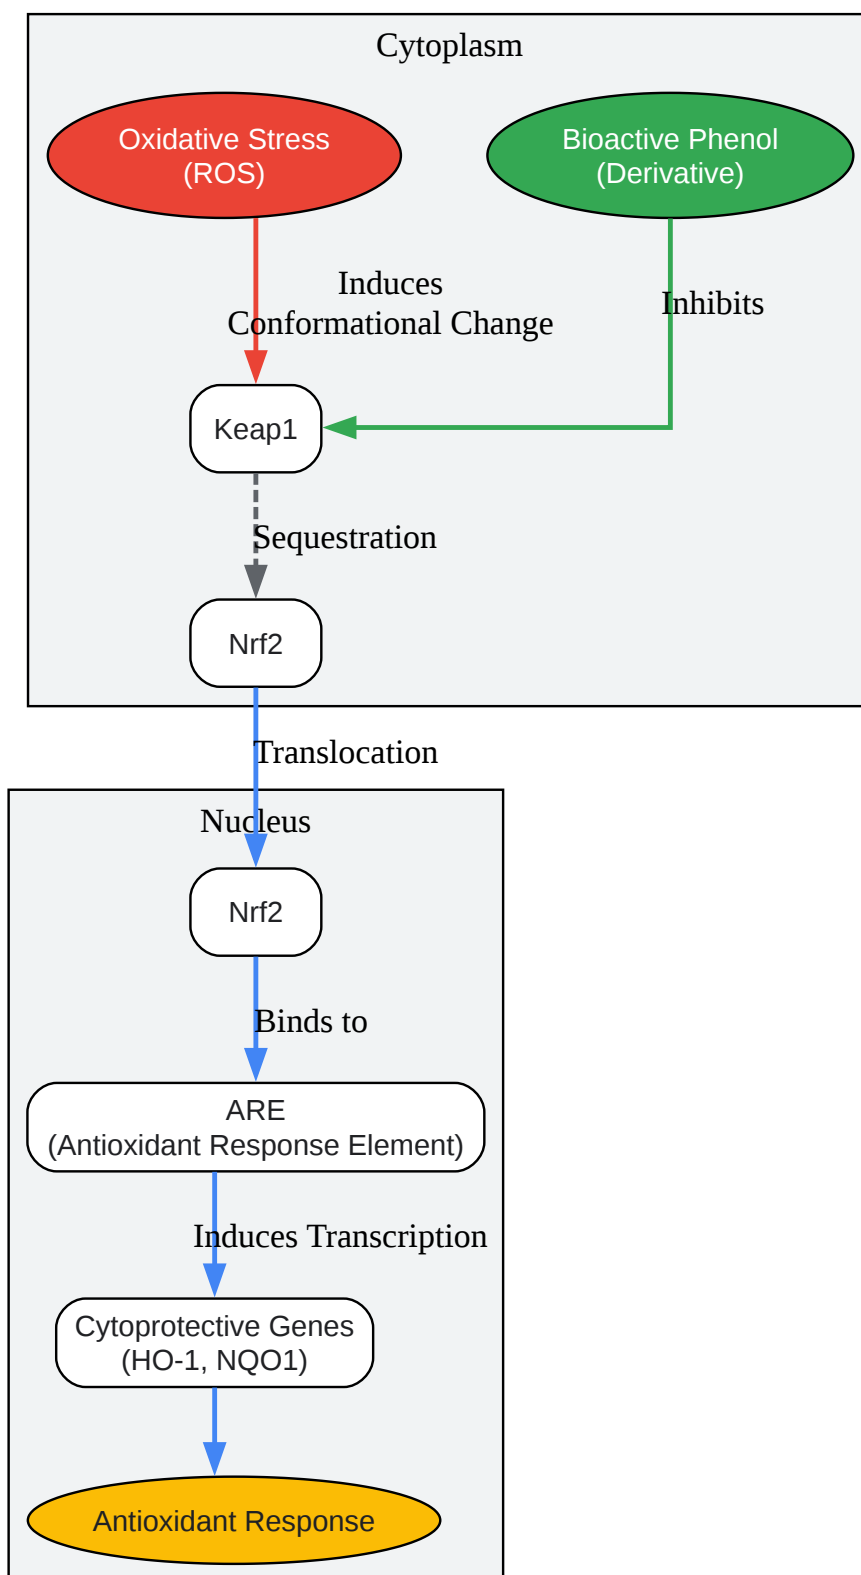 Cytoplasm
Oxidative Stress
(ROS)
Bioactive Phenol
(Derivative)
Induces
Conformational Change
Inhibits
Keap1
Sequestration
Nrf2
Translocation
Nucleus
Nrf2
Binds to
ARE
(Antioxidant Response Element)
Induces Transcription
Cytoprotective Genes
(HO-1, NQO1)
Antioxidant Response